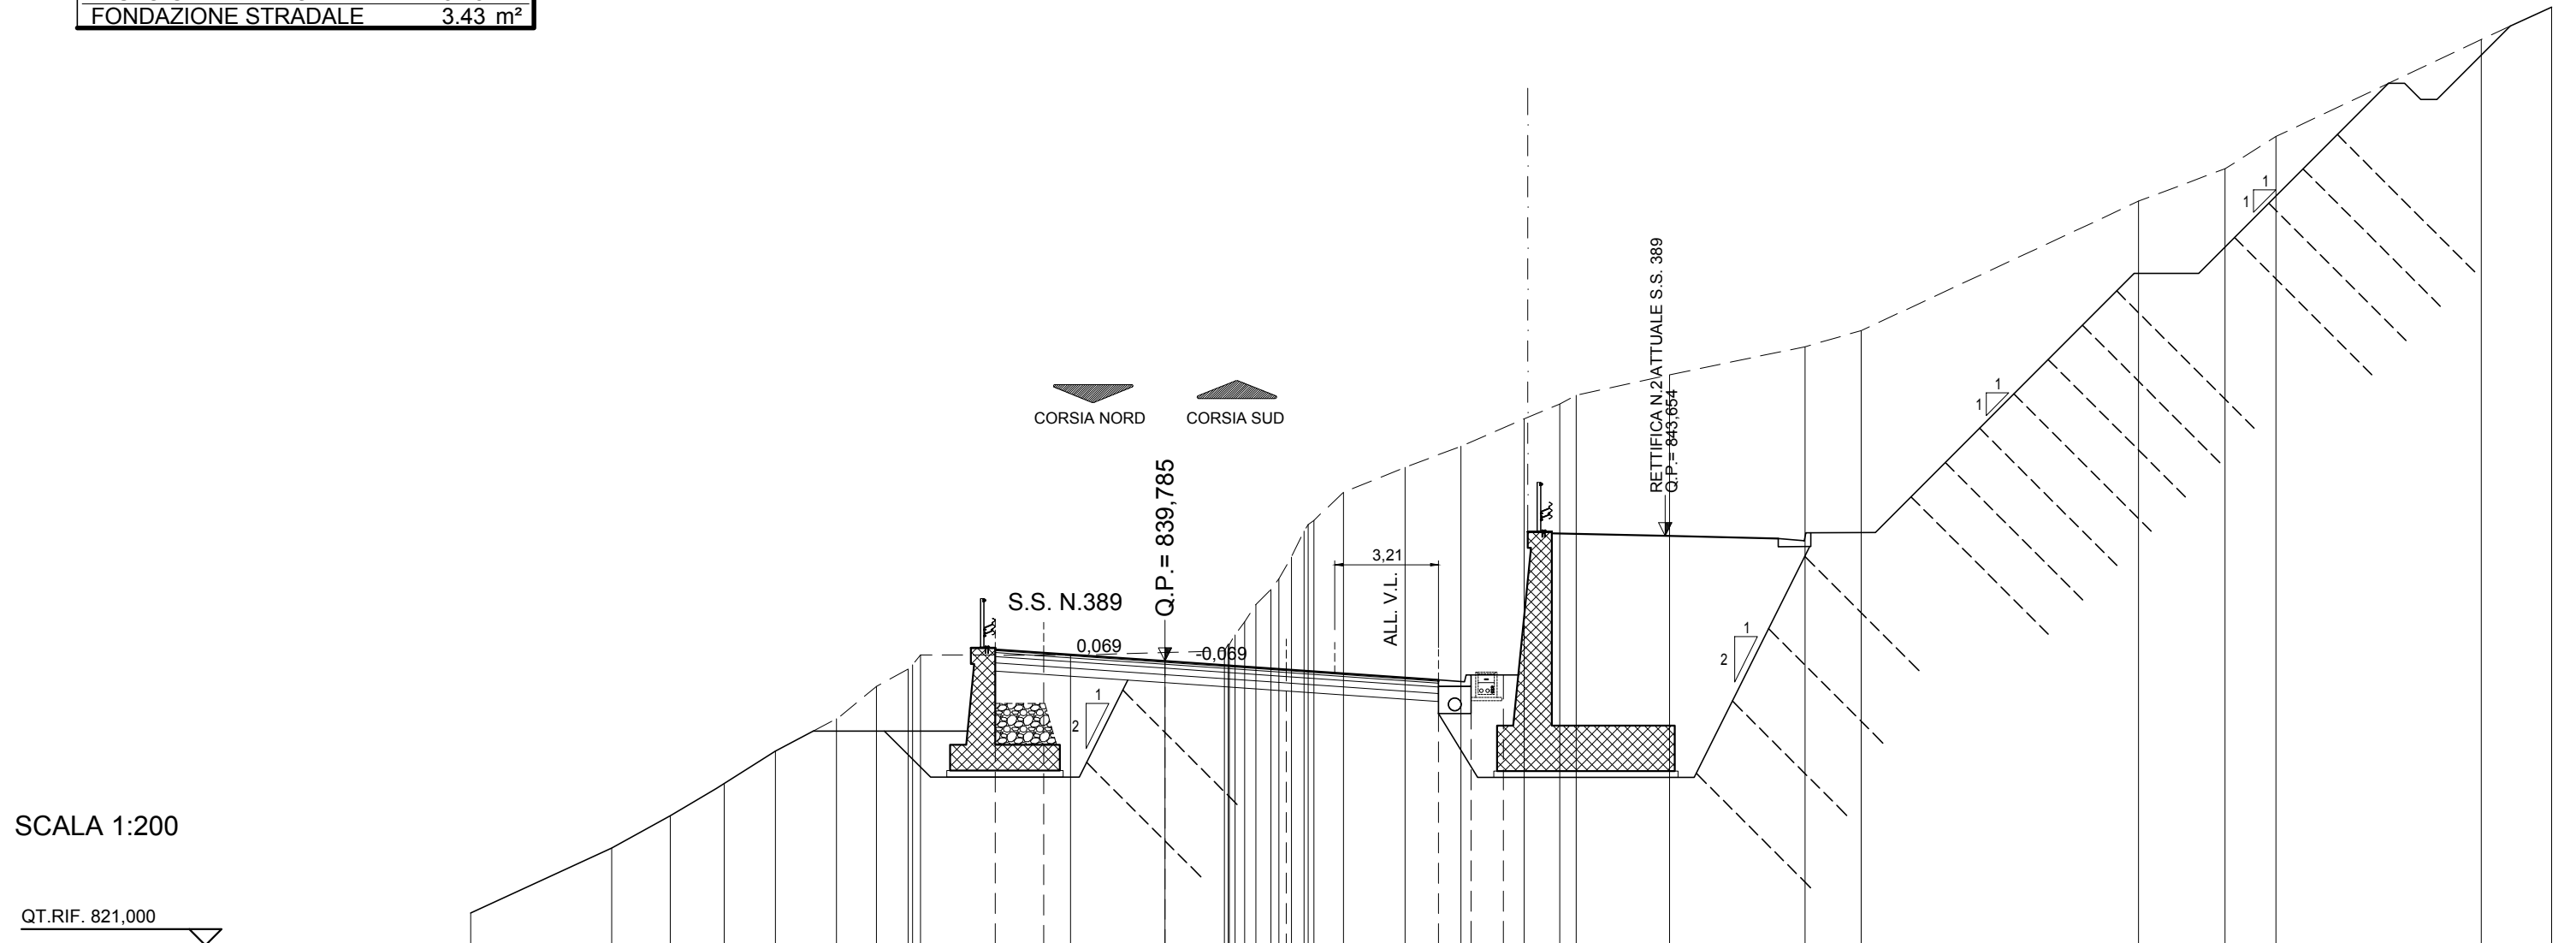 FONDAZIONE STRADALE 3.43 m²
1
1
RETTIFICA N.2 ATTUALE S.S. 389
Q.P.= 843,654
CORSIA NORD CORSIA SUD
1
1
Q.P.= 839,785
3,21
ALL. V.L.
S.S. N.389
0,069 -0,069
1
2
1
2
SCALA 1:200
QT.RIF. 821,000